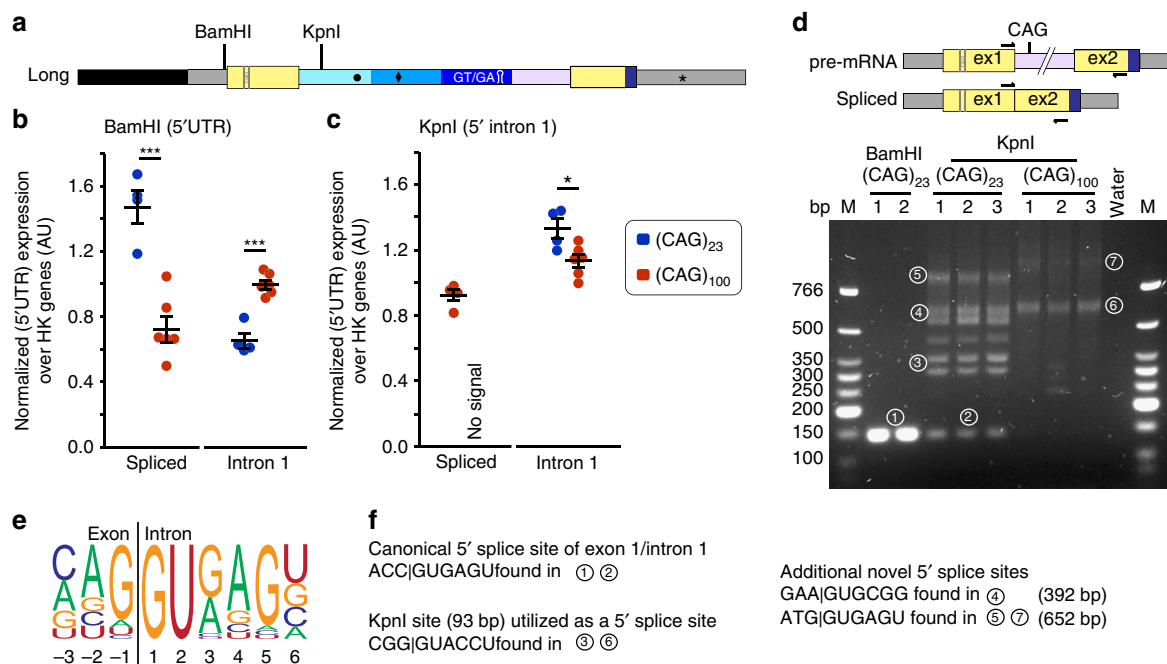 a
BamHI
KpnI
Long
GT/GA
*
b
BamHI (5′UTR)
Normalized (5′UTR) expression
over HK genes (AU)
1.6
1.2
0.8
0.4
0.0
***
***
Spliced
Intron 1
c
KpnI (5′ intron 1)
Normalized (5′UTR) expression
over HK genes (AU)
1.6
1.2
0.8
0.4
0.0
*
No signal
Spliced
Intron 1
(CAG)23
(CAG)100
d
CAG
pre-mRNA
ex1
ex2
Spliced
ex1
ex2
BamHI
KpnI
(CAG)23
(CAG)23
(CAG)100
Water
bp
M
1
2
1
2
3
1
2
3
M
766
500
350
300
250
200
150
100
5
4
3
1
2
7
6
e
Exon
Intron
C A G G U G A G U
A G A A G G
G C G C C
U U U U U A
−3 −2 −1 1 2 3 4 5 6
f
Canonical 5′ splice site of exon 1/intron 1
ACC|GUGAGUfound in ① ②
KpnI site (93 bp) utilized as a 5′ splice site
CGG|GUACCUfound in ③ ⑥
Additional novel 5′ splice sites
GAA|GUGCGG found in ④ (392 bp)
ATG|GUGAGU found in ⑤ ⑦ (652 bp)